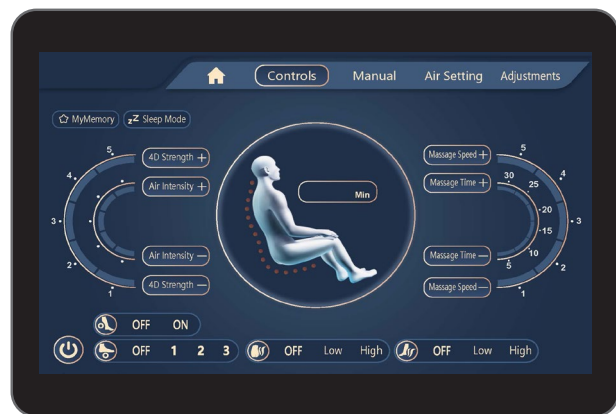 Controls Manual Air Setting Adjustments
MyMemory zZ Sleep Mode
5
4
3
2
1
4D Strength +
Air Intensity +
Air Intensity —
4D Strength —
Min
Massage Speed +
Massage Time +
Massage Time —
Massage Speed —
30
25
20
15
10
5
5
4
3
2
1
OFF ON
OFF 1 2 3
OFF Low High
OFF Low High